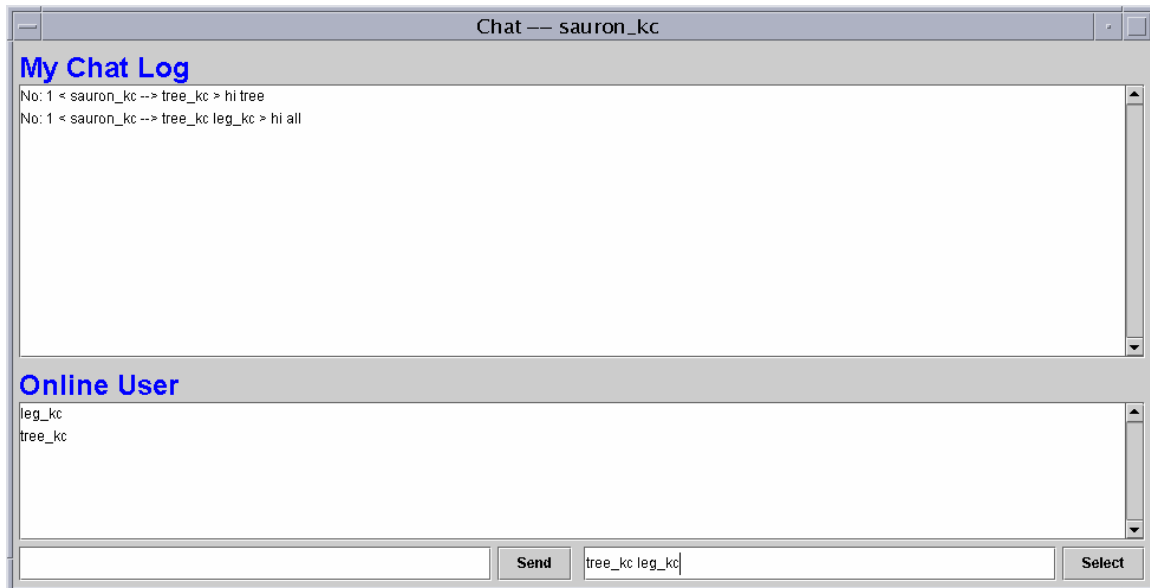 Chat –– sauron_kc
My Chat Log
No: 1 < sauron_kc --> tree_kc > hi tree
No: 1 < sauron_kc --> tree_kc leg_kc > hi all
Online User
leg_kc
tree_kc
Send tree_kc leg_kc Select